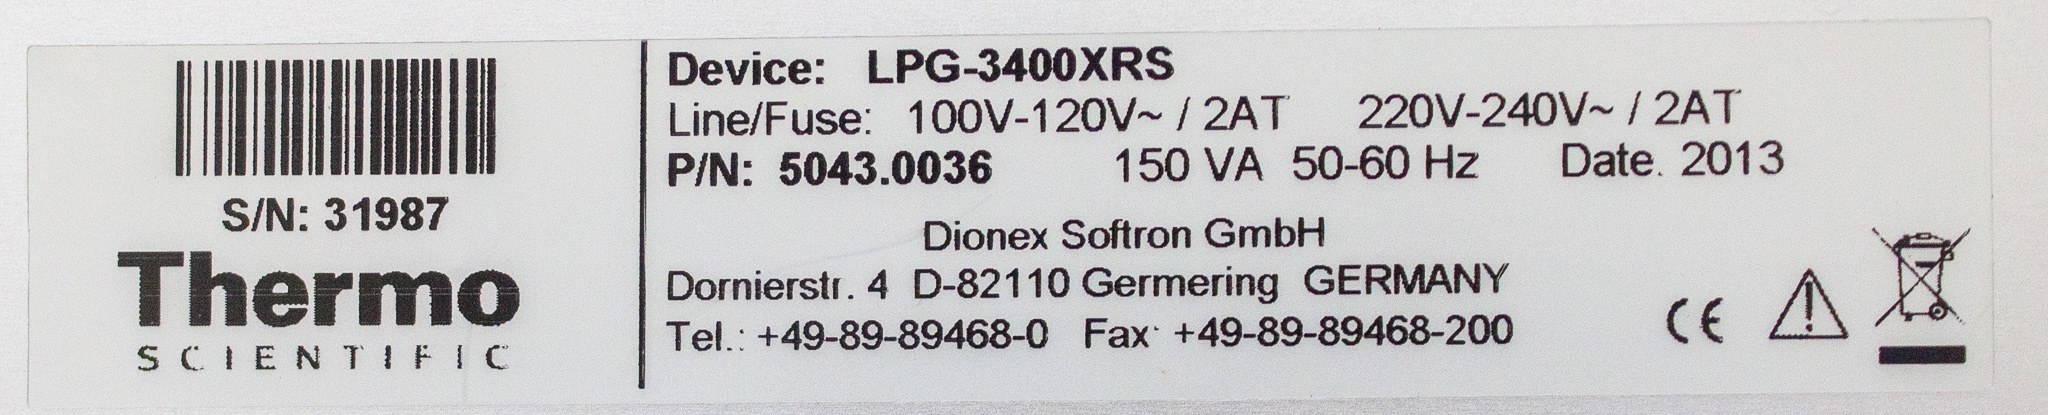 S/N: 31987
Thermo
SCIENTIFIC
Device: LPG-3400XRS
Line/Fuse: 100V-120V~ / 2AT 220V-240V~ / 2AT
P/N: 5043.0036 150 VA 50-60 Hz Date. 2013
Dionex Softron GmbH
Dornierstr. 4 D-82110 Germering GERMANY
Tel.: +49-89-89468-0 Fax: +49-89-89468-200
CE